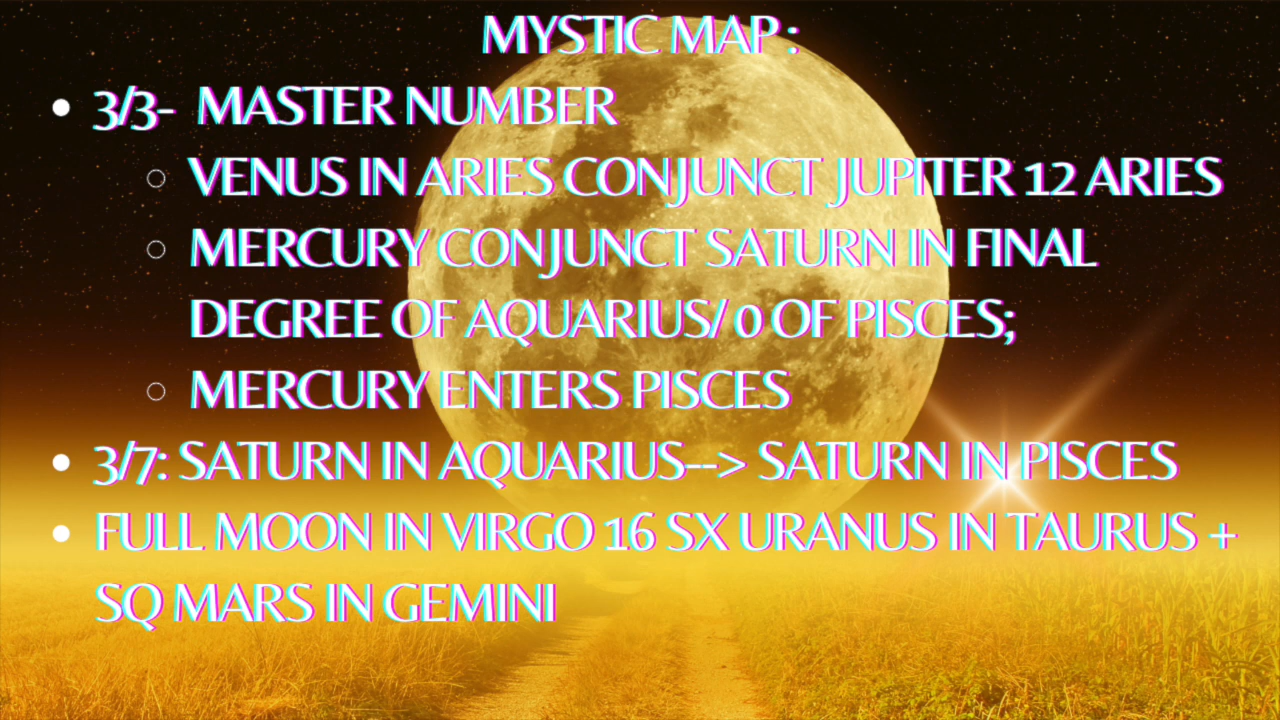 MYSTIC MAP :
• 3/3- MASTER NUMBER
◦ VENUS IN ARIES CONJUNCT JUPITER 12 ARIES
◦ MERCURY CONJUNCT SATURN IN FINAL
DEGREE OF AQUARIUS/ 0 OF PISCES;
◦ MERCURY ENTERS PISCES
• 3/7: SATURN IN AQUARIUS--> SATURN IN PISCES
• FULL MOON IN VIRGO 16 SX URANUS IN TAURUS +
SQ MARS IN GEMINI